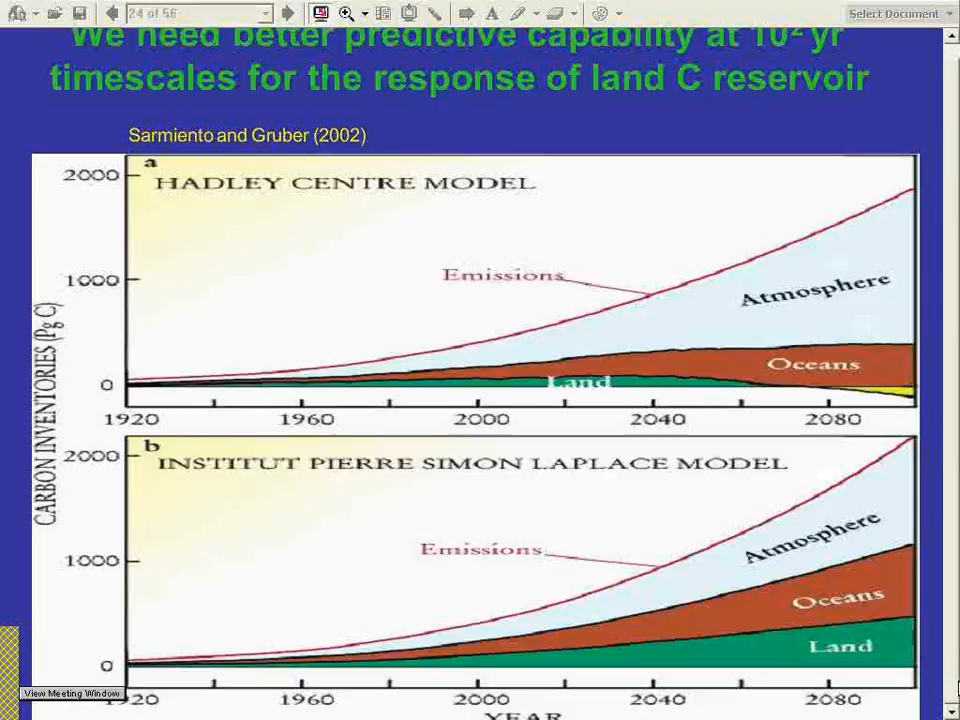 24 of 56
Select Document
We need better predictive capability at 10² yr
timescales for the response of land C reservoir
Sarmiento and Gruber (2002)
a
2000
HADLEY CENTRE MODEL
1000
Emissions
Atmosphere
Oceans
Land
0
1920 1960 2000 2040 2080
CARBON INVENTORIES (Pg C)
b
2000
INSTITUT PIERRE SIMON LAPLACE MODEL
Emissions
Atmosphere
1000
Oceans
Land
0
View Meeting Window
1920 1960 2000 2040 2080
YEAR